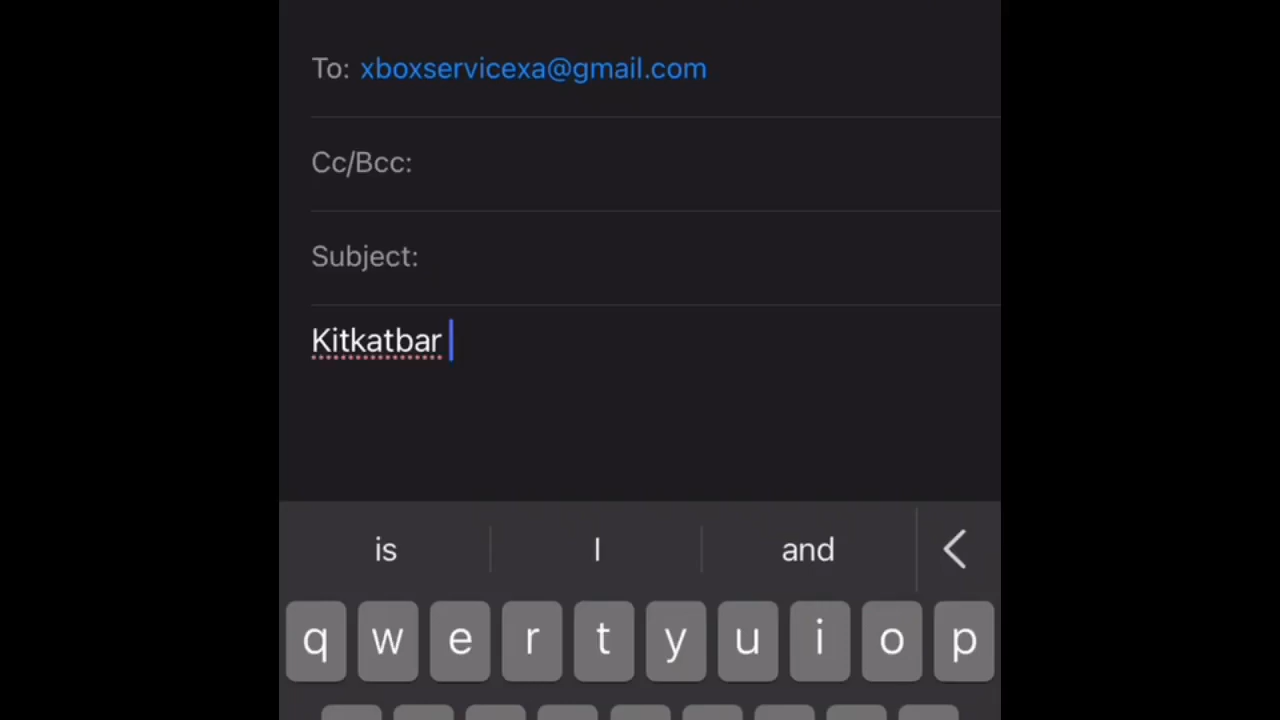 To: xboxservicexa@gmail.com
Cc/Bcc:
Subject:
Kitkatbar
is I and
q w e r t y u i o p